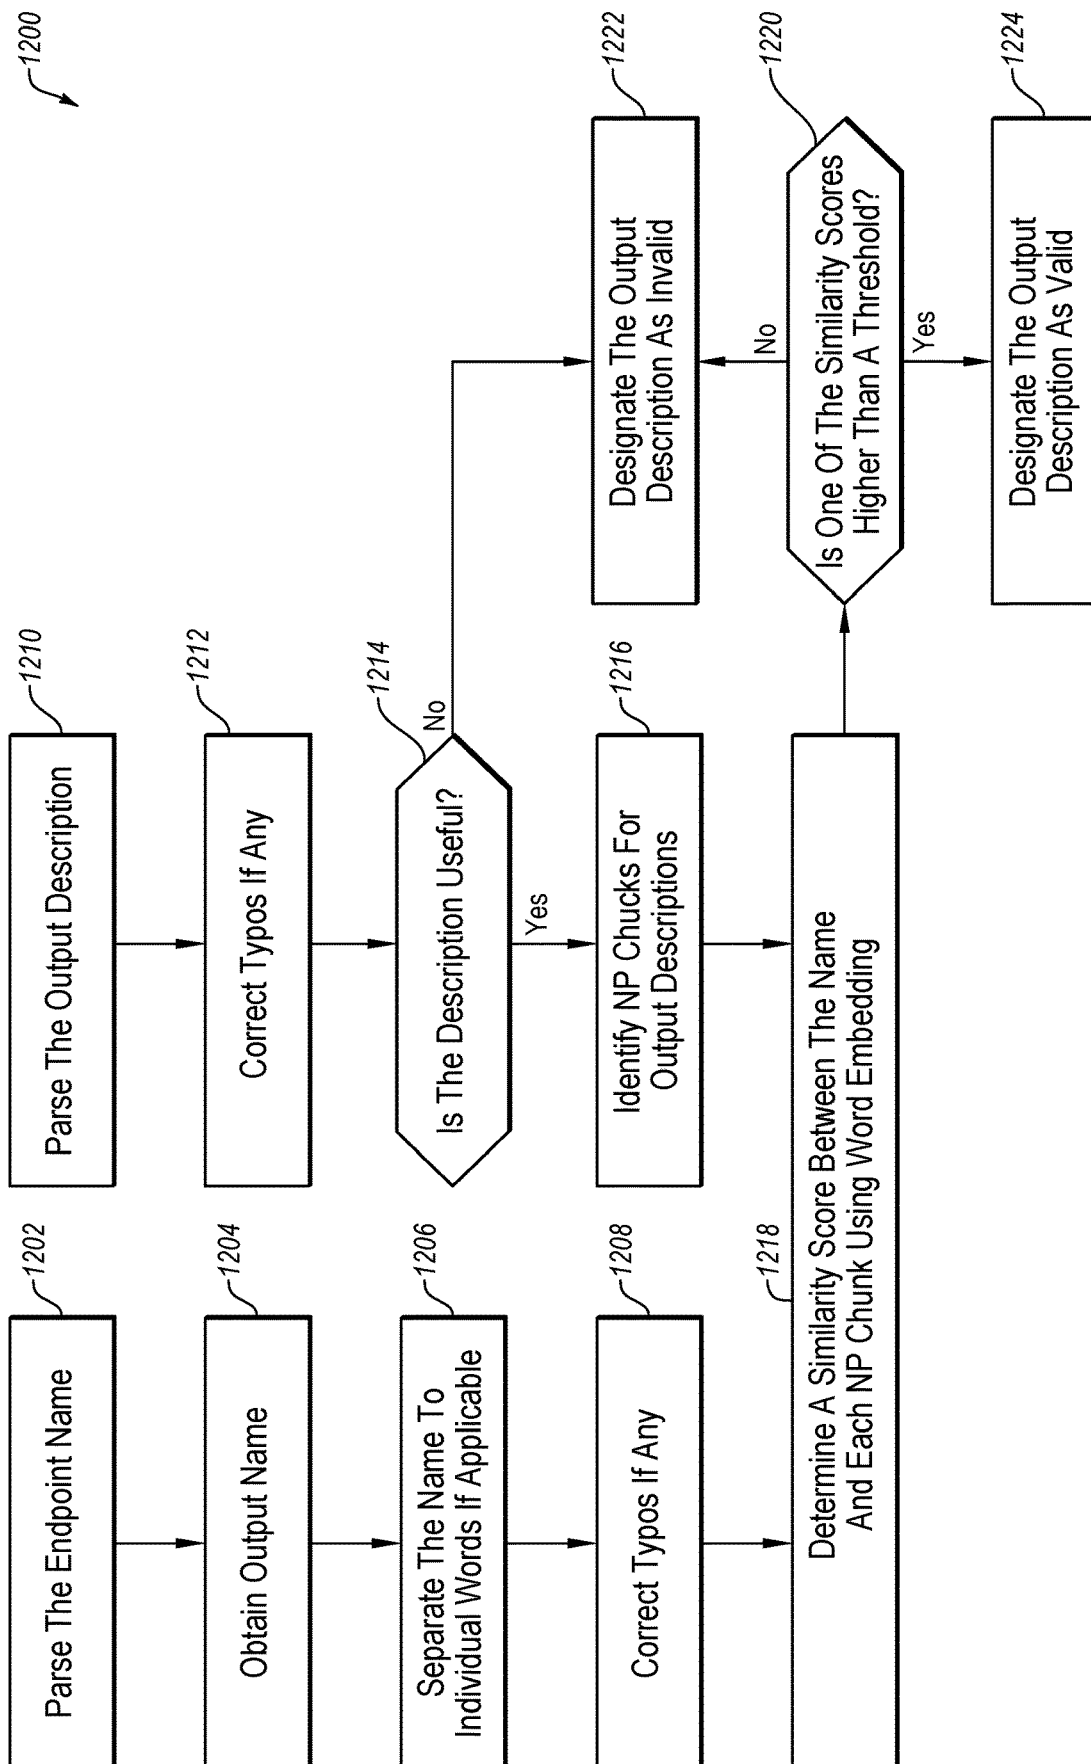 1200
1202
Parse The Endpoint Name
1204
Obtain Output Name
1206
Separate The Name To
Individual Words If Applicable
1208
Correct Typos If Any
1210
Parse The Output Description
1212
Correct Typos If Any
1214
Is The Description Useful?
No
Yes
1216
Identify NP Chucks For
Output Descriptions
1218
Determine A Similarity Score Between The Name
And Each NP Chunk Using Word Embedding
1222
Designate The Output
Description As Invalid
No
1220
Is One Of The Similarity Scores
Higher Than A Threshold?
Yes
1224
Designate The Output
Description As Valid